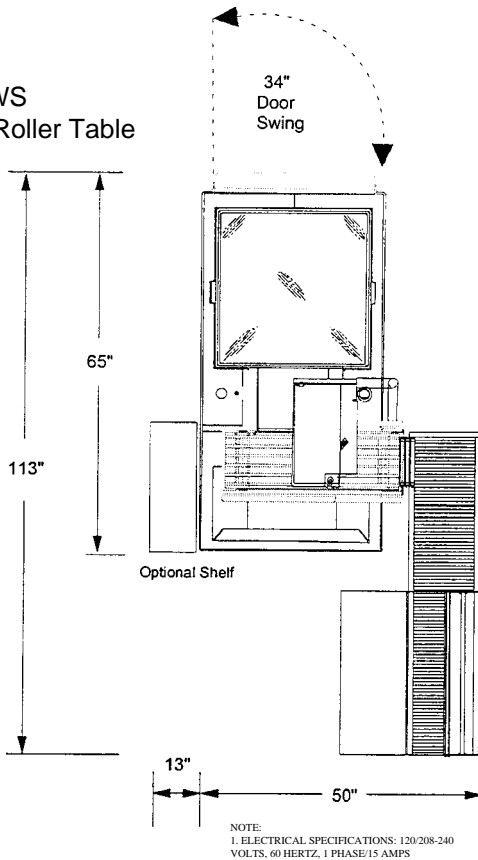 34"
Door
Swing
WS
Roller Table
65"
113"
Optional Shelf
13"
50"
NOTE:
1. ELECTRICAL SPECIFICATIONS: 120/208-240
VOLTS, 60 HERTZ, 1 PHASE/15 AMPS